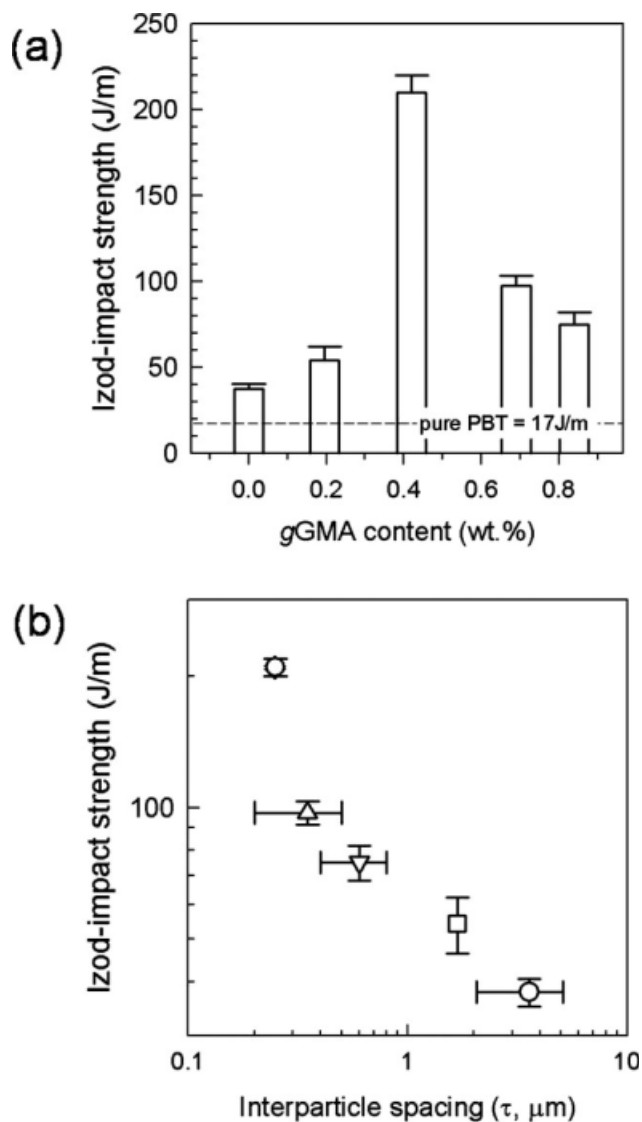 (a)
Izod-impact strength (J/m)
250
200
150
100
50
0
pure PBT = 17J/m
0.0 0.2 0.4 0.6 0.8
gGMA content (wt.%)
(b)
Izod-impact strength (J/m)
100
0.1 1 10
Interparticle spacing (τ, μm)